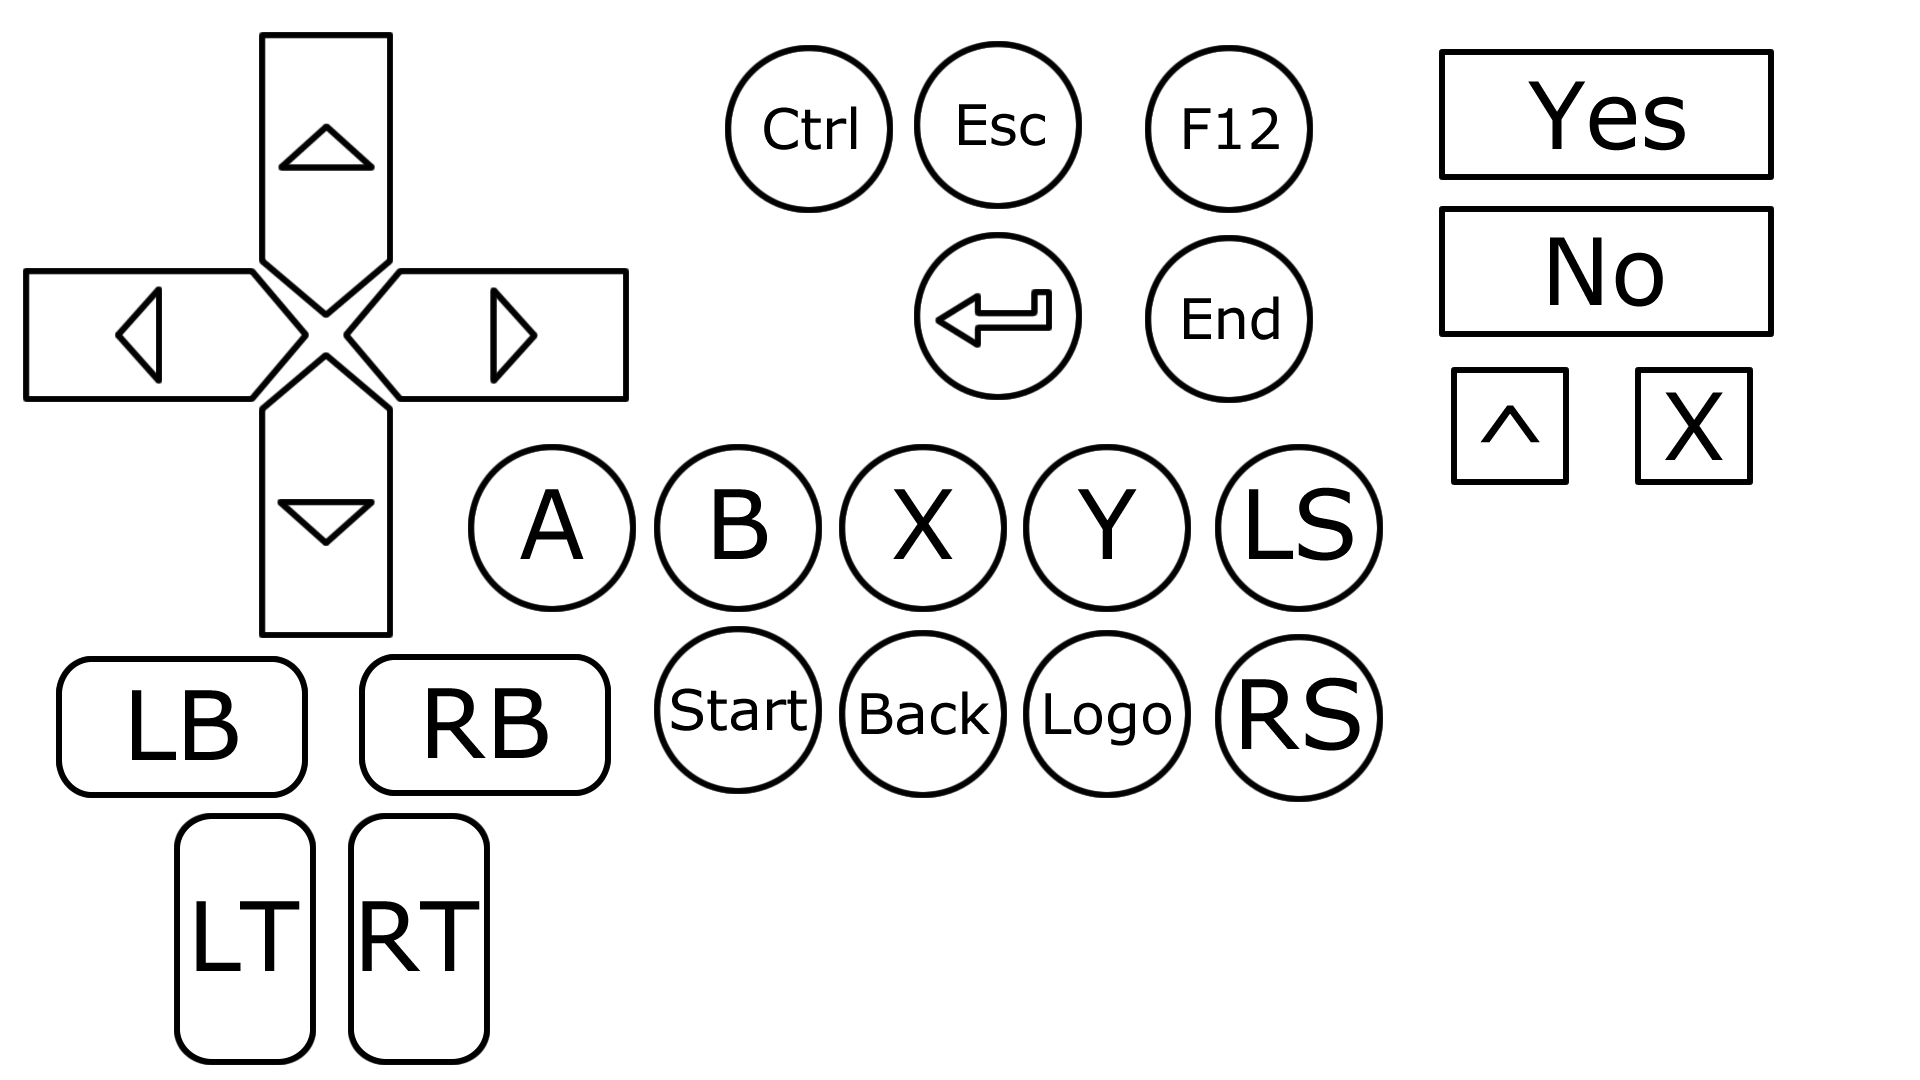 Ctrl Esc F12 Yes
End No
^ X
A B X Y LS
LB RB Start Back Logo RS
LT RT